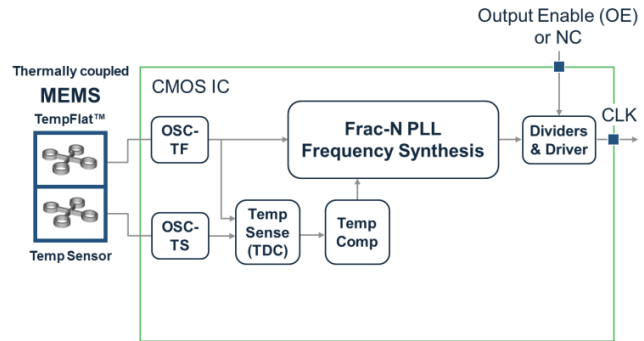 Output Enable (OE)
or NC
Thermally coupled
MEMS
TempFlat™
CMOS IC
CLK
OSC-
TF
Frac-N PLL
Frequency Synthesis
Dividers
& Driver
OSC-
TS
Temp
Sense
(TDC)
Temp
Comp
Temp Sensor